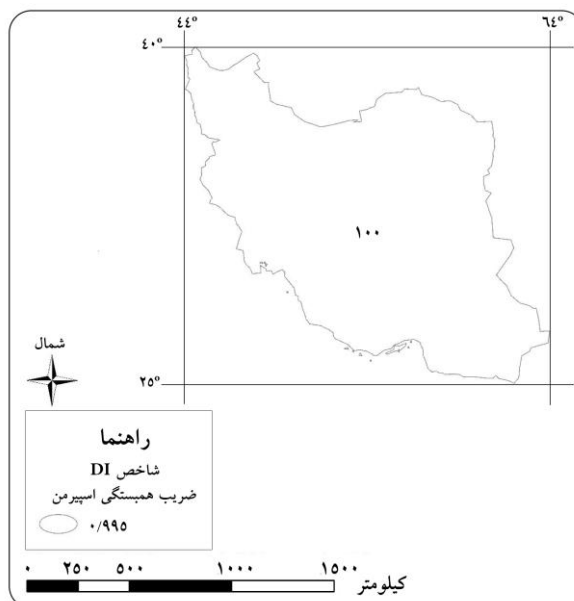 ۴۴° ۶۴°
۴۰°
۱۰۰
شمال
۲۵°
راهنما
شاخص DI
ضریب همبستگی اسپیرمن
۰/۹۹۵
۰ ۲۵۰ ۵۰۰ ۱۰۰۰ ۱۵۰۰
کیلومتر